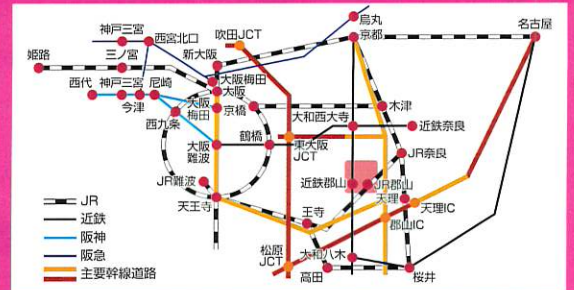 烏丸
神戸三宮
西宮北口
吹田JCT
京都
名古屋
新大阪
姫路
三ノ宮
大阪梅田
大阪
西代
神戸三宮
尼崎
今津
大阪
梅田
京橋
木津
西九条
大和西大寺
近鉄奈良
鶴橋
大阪
難波
東大阪
JCT
JR奈良
JR難波
近鉄郡山
JR郡山
天理
天王寺
王寺
天理IC
郡山IC
松原
JCT
大和八木
高田
桜井
JR
近鉄
阪神
阪急
主要幹線道路